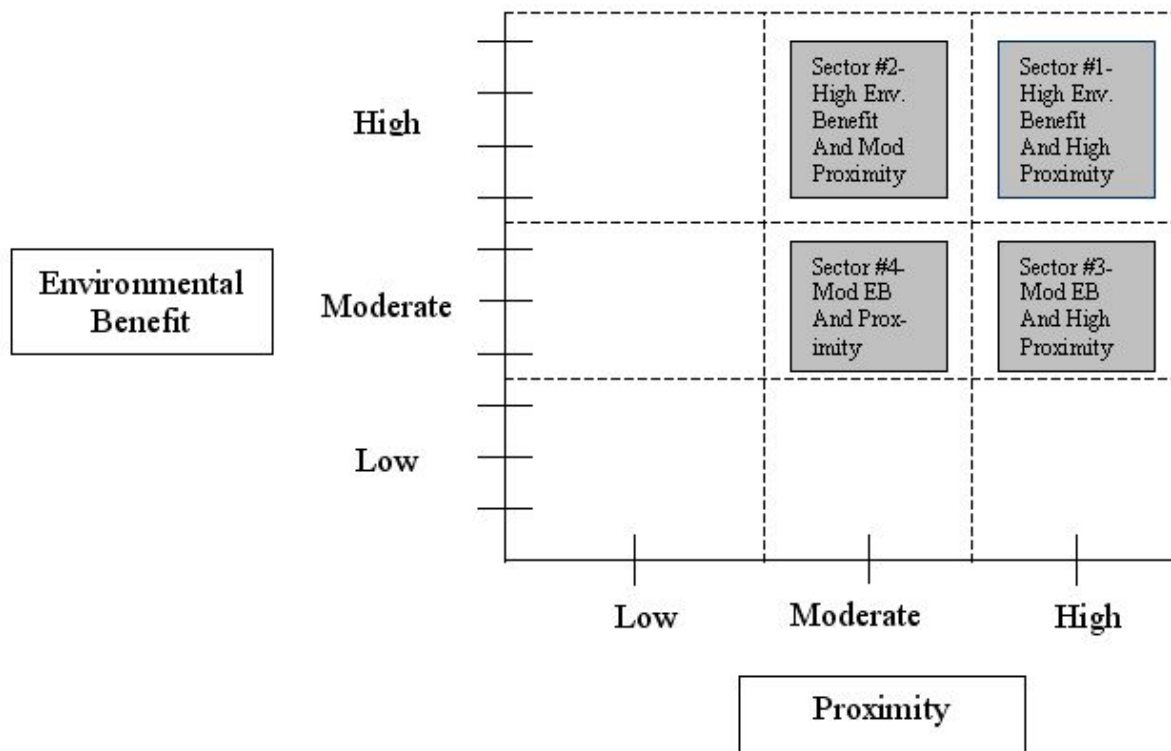 Sector #2-
High Env.
Benefit
And Mod
Proximity
Sector #1-
High Env.
Benefit
And High
Proximity
High
Environmental
Benefit
Moderate
Sector #4-
Mod EB
And Prox-
imity
Sector #3-
Mod EB
And High
Proximity
Low
Low
Moderate
High
Proximity